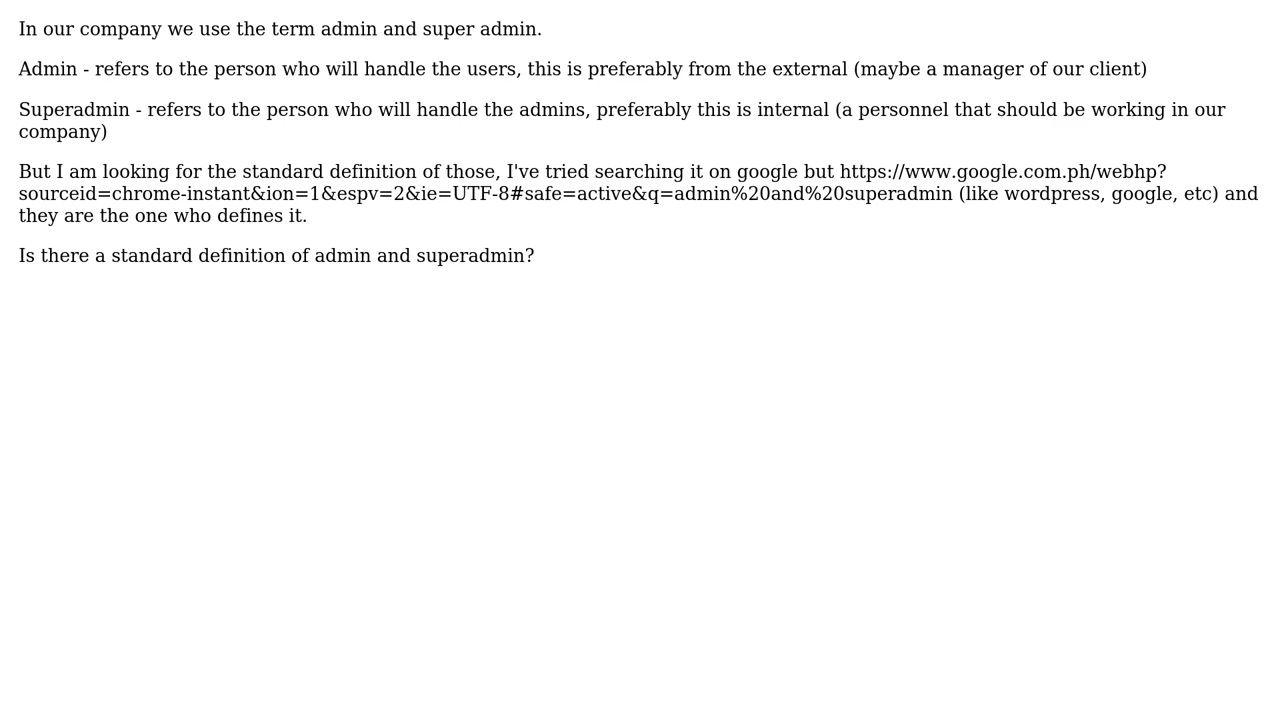 In our company we use the term admin and super admin.
Admin - refers to the person who will handle the users, this is preferably from the external (maybe a manager of our client)
Superadmin - refers to the person who will handle the admins, preferably this is internal (a personnel that should be working in our
company)
But I am looking for the standard definition of those, I've tried searching it on google but https://www.google.com.ph/webhp?
sourceid=chrome-instant&ion=1&espv=2&ie=UTF-8#safe=active&q=admin%20and%20superadmin (like wordpress, google, etc) and
they are the one who defines it.
Is there a standard definition of admin and superadmin?